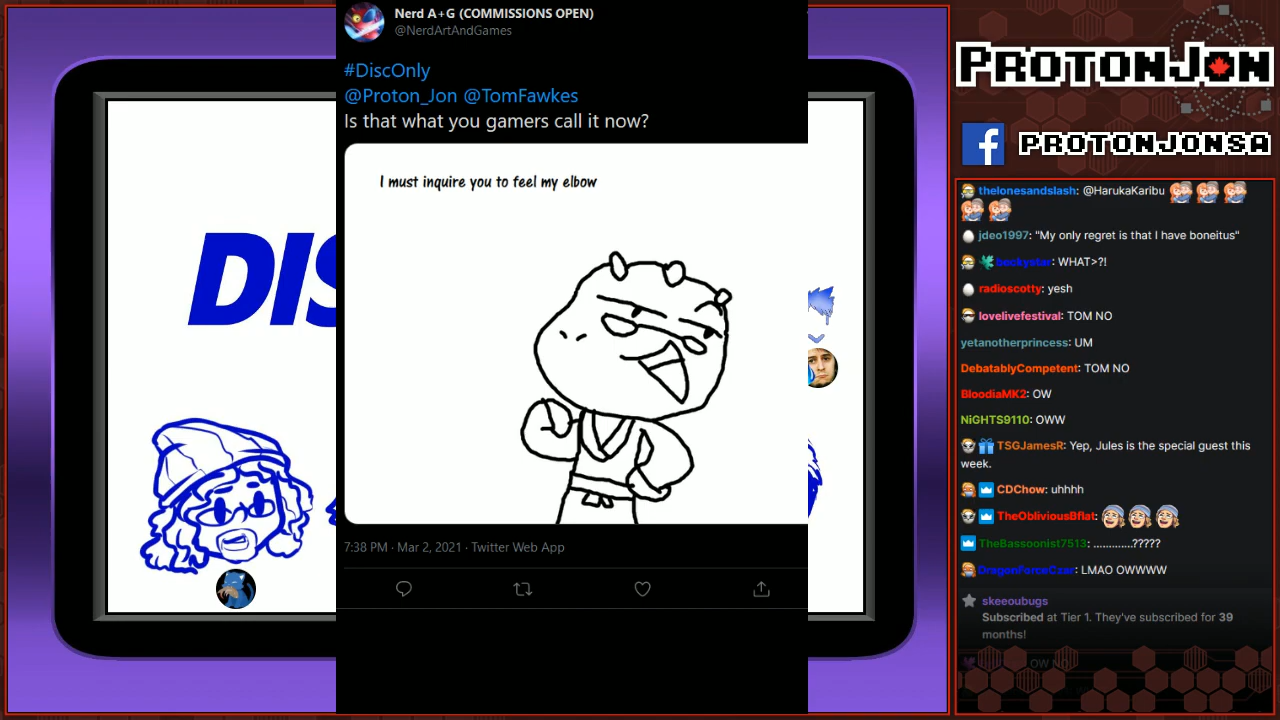 Nerd A+G (COMMISSIONS OPEN)
@NerdArtAndGames
#DiscOnly
@Proton_Jon @TomFawkes
Is that what you gamers call it now?
I must inquire you to feel my elbow
7:38 PM · Mar 2, 2021 · Twitter Web App
DIS
PROTONJON
PROTONJONSA
thelonesandslash: @HarukaKaribu
jdeo1997: "My only regret is that I have boneitus"
beckystar: WHAT>?!
radioscotty: yesh
lovelivefestival: TOM NO
yetanotherprincess: UM
DebatablyCompetent: TOM NO
BloodiaMK2: OW
NiGHTS9110: OWW
TSGJamesR: Yep, Jules is the special guest this
week.
CDChow: uhhhh
TheObliviousBflat:
TheBassoonist7513: .............?????
DragonForceCzar: LMAO OWWWW
skeeoubugs
Subscribed at Tier 1. They've subscribed for 39
months!
OW NO